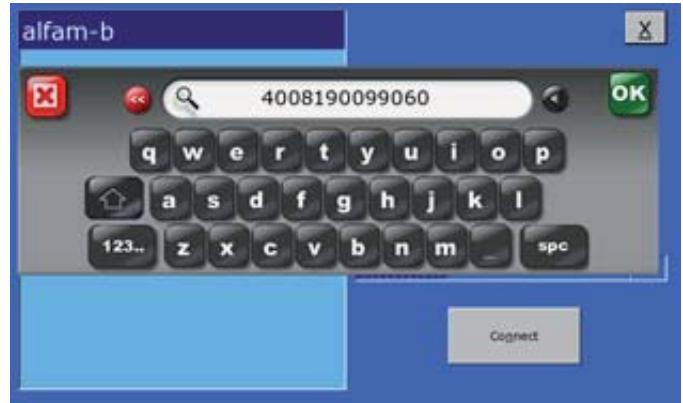 alfam-b
X
4008190099060
OK
q w e r t y u i o p
a s d f g h j k l
123.. z x c v b n m _ spc
Connect